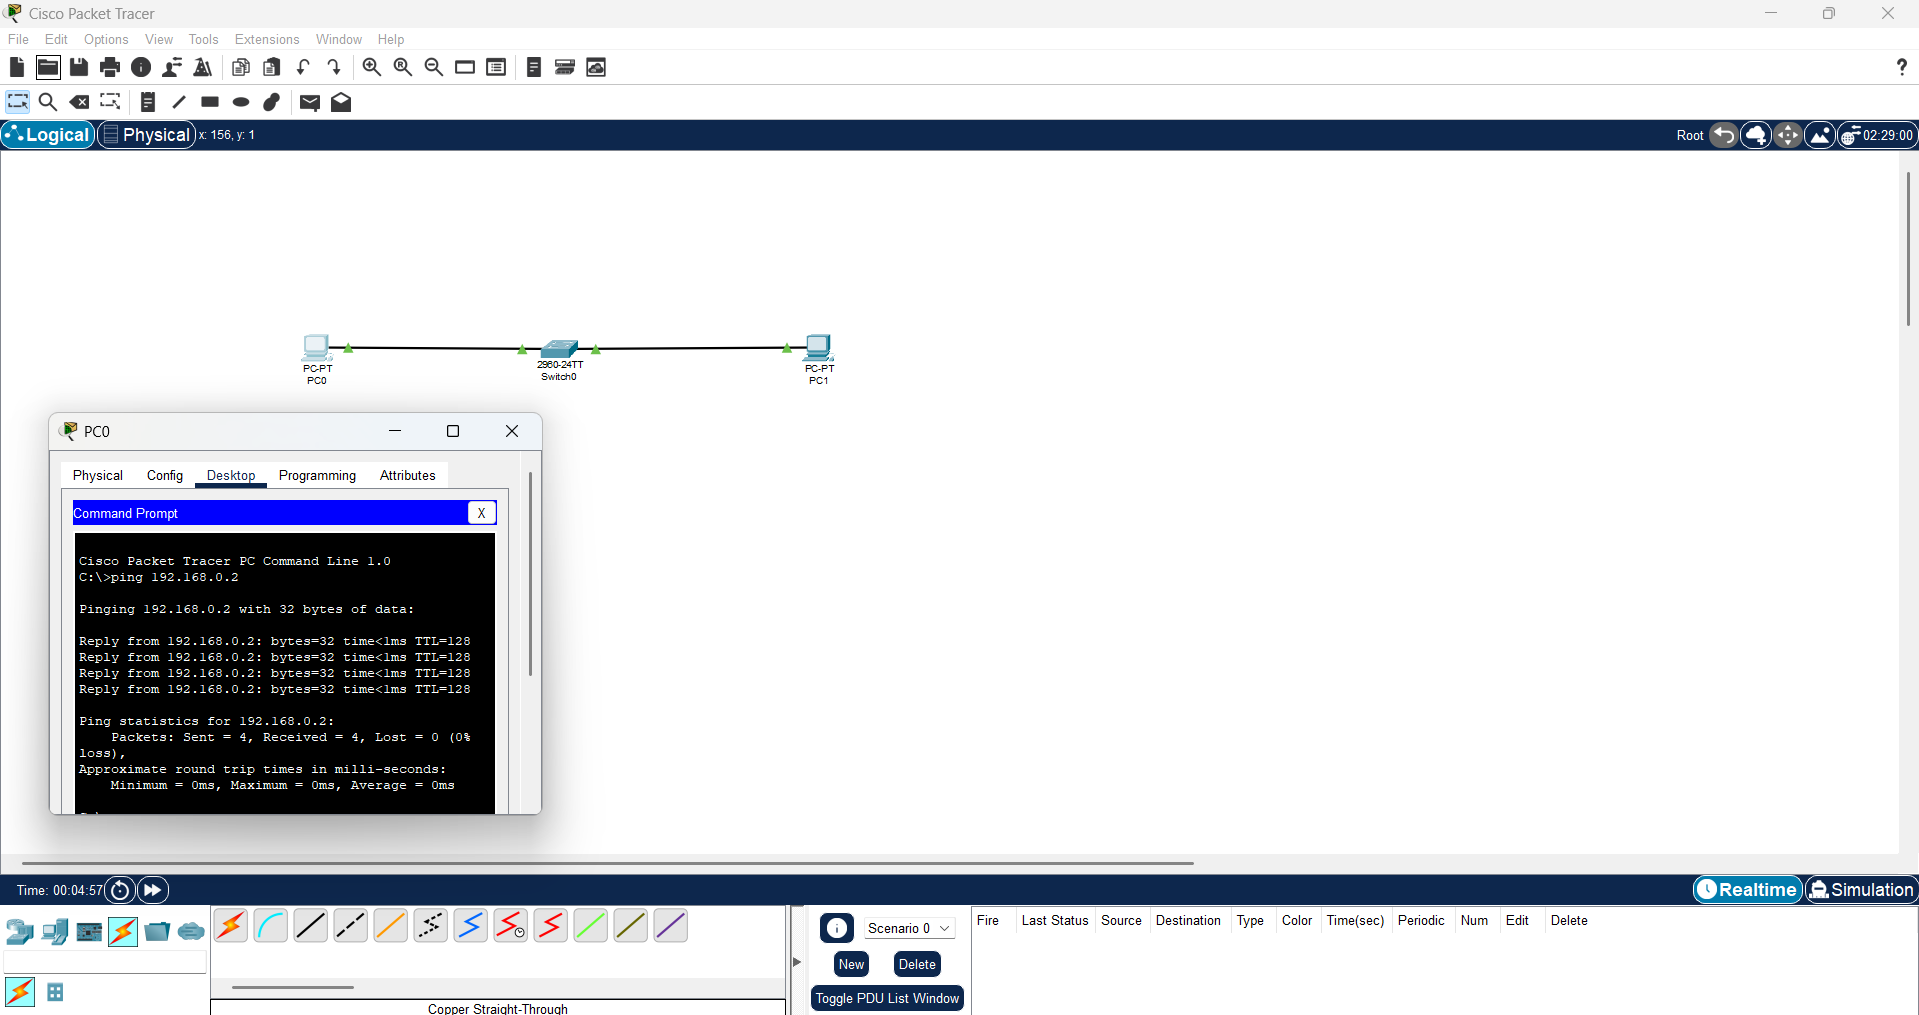 Cisco Packet Tracer
File Edit Options View Tools Extensions Window Help
?
Logical Physical x: 156, y: 1 Root 02:29:00
PC-PT
PC0
2960-24TT
Switch0
PC-PT
PC1
PC0
Physical Config Desktop Programming Attributes
Command Prompt X
Cisco Packet Tracer PC Command Line 1.0
C:\>ping 192.168.0.2
Pinging 192.168.0.2 with 32 bytes of data:
Reply from 192.168.0.2: bytes=32 time<1ms TTL=128
Reply from 192.168.0.2: bytes=32 time<1ms TTL=128
Reply from 192.168.0.2: bytes=32 time<1ms TTL=128
Reply from 192.168.0.2: bytes=32 time<1ms TTL=128
Ping statistics for 192.168.0.2:
Packets: Sent = 4, Received = 4, Lost = 0 (0%
loss),
Approximate round trip times in milli-seconds:
Minimum = 0ms, Maximum = 0ms, Average = 0ms
Time: 00:04:57 Realtime Simulation
Scenario 0 Fire Last Status Source Destination Type Color Time(sec) Periodic Num Edit Delete
New Delete
Toggle PDU List Window
Copper Straight-Through